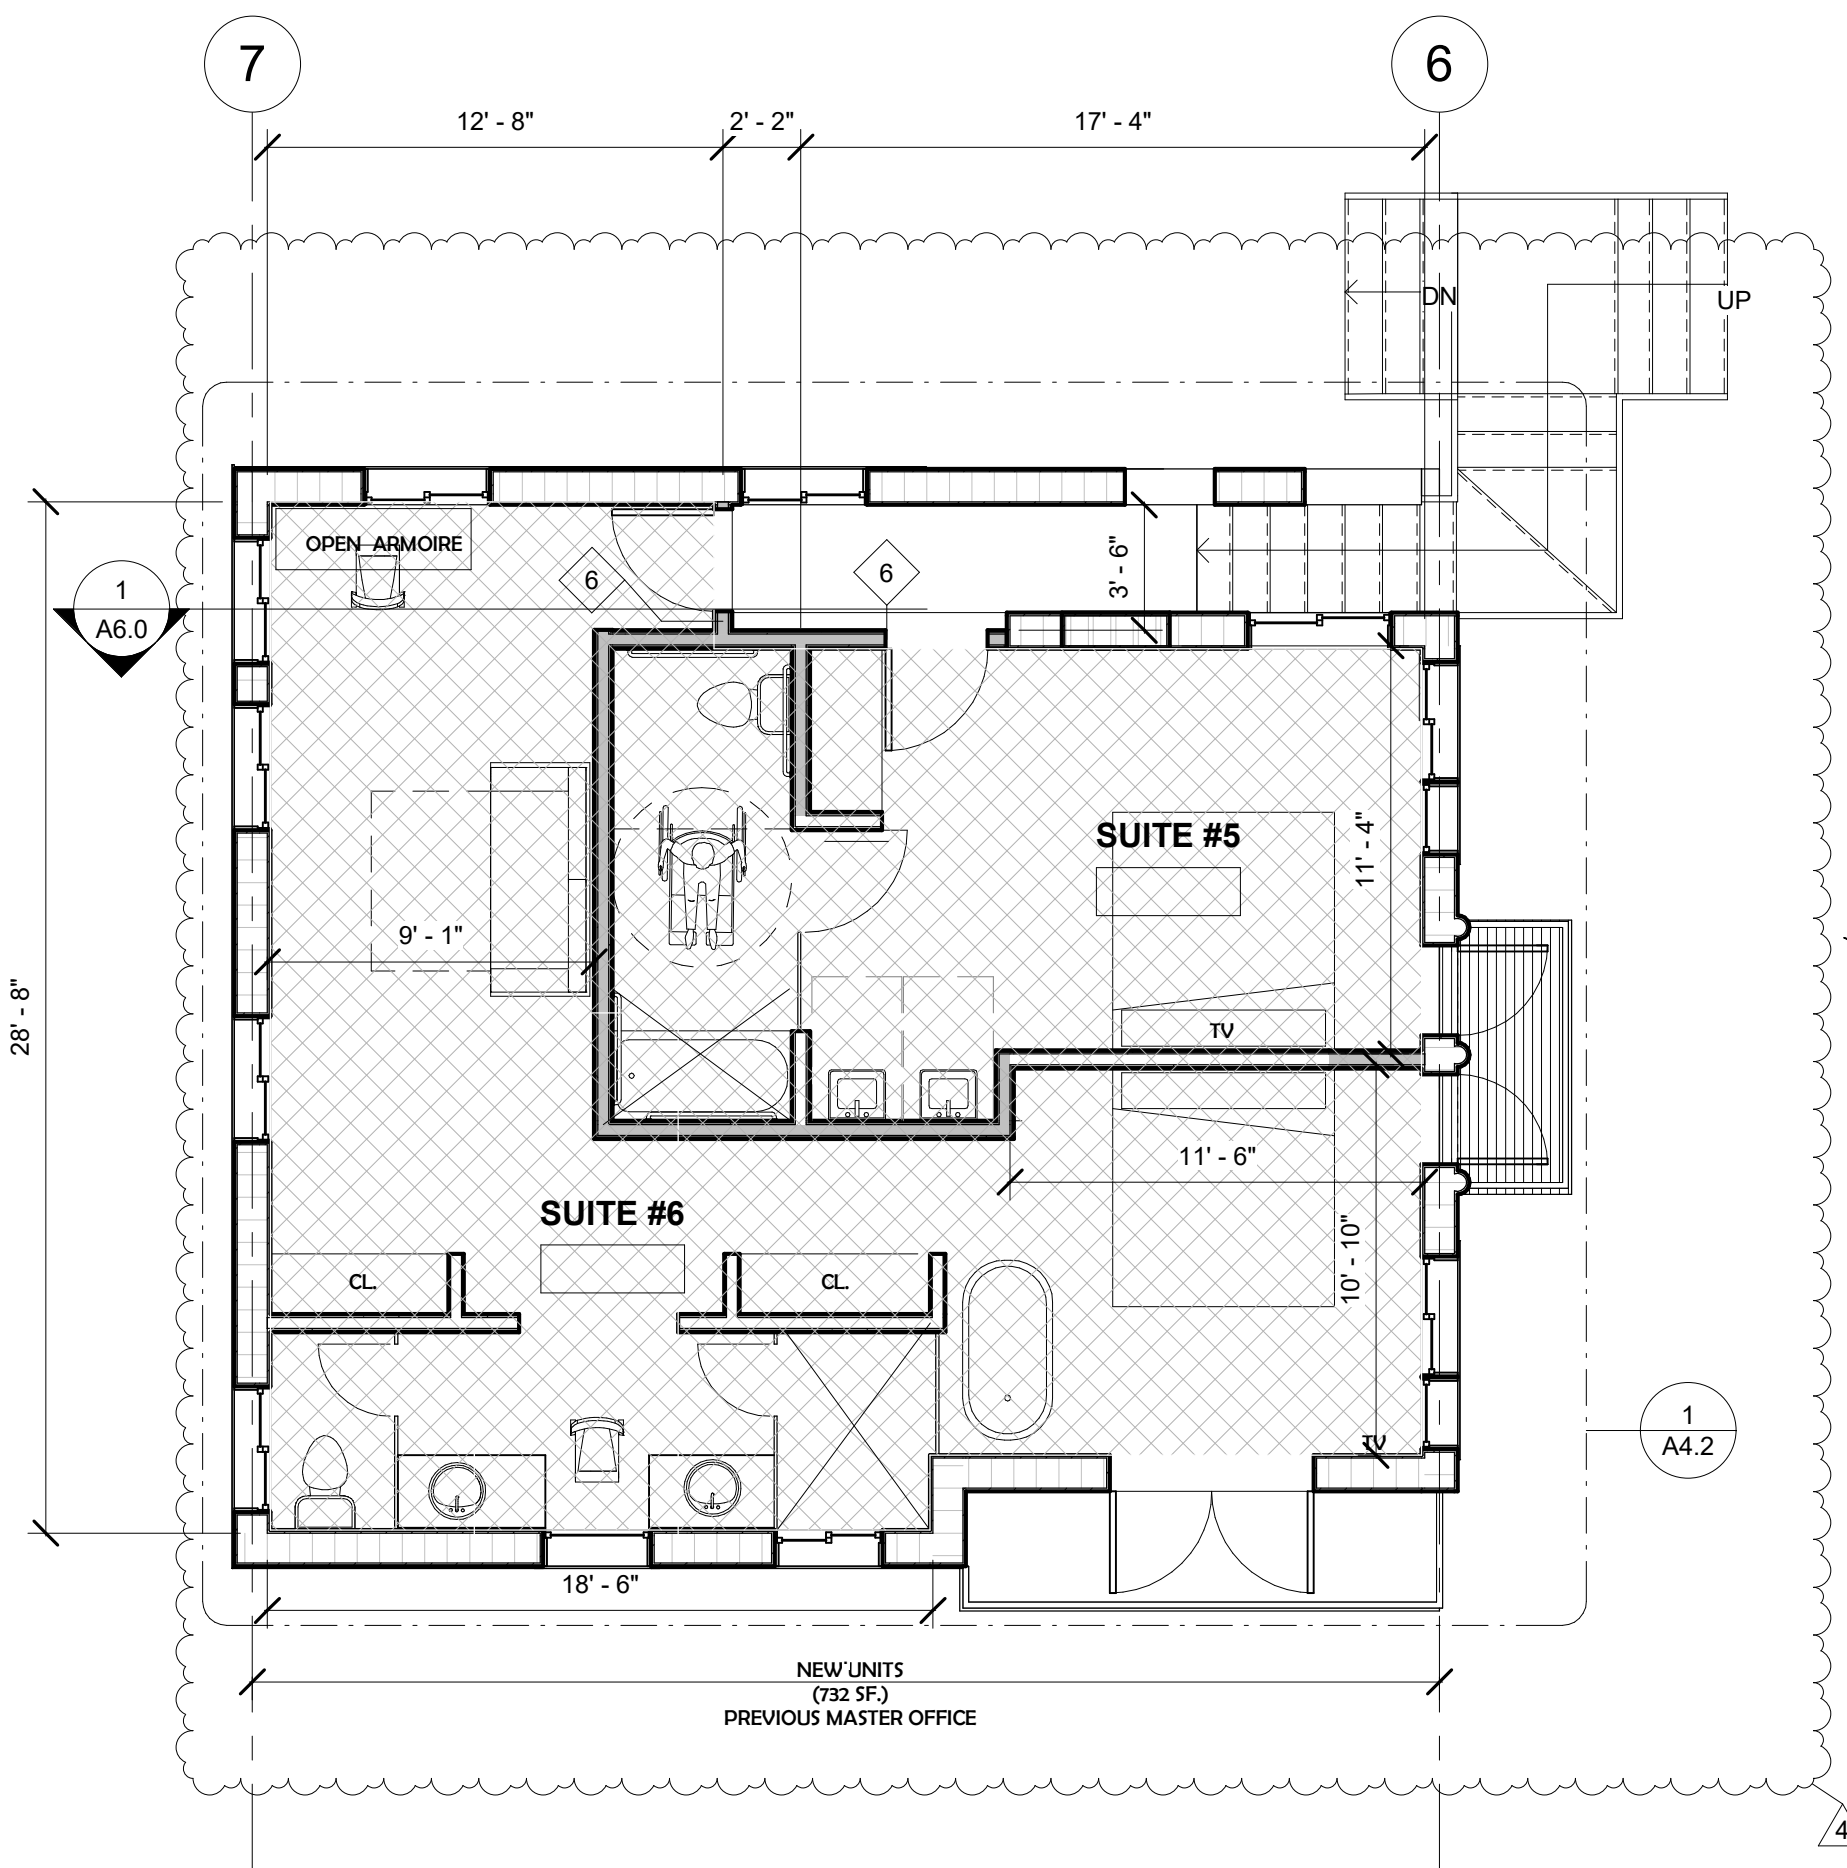 7
6
12' - 8"
2' - 2"
17' - 4"
DN
UP
OPEN ARMOIRE
3' - 6"
6
6
1
A6.0
SUITE #5
11' - 4"
9' - 1"
28' - 8"
TV
11' - 6"
SUITE #6
10' - 10"
CL.
CL.
1
A4.2
TV
18' - 6"
NEW UNITS
(732 SF.)
PREVIOUS MASTER OFFICE
4